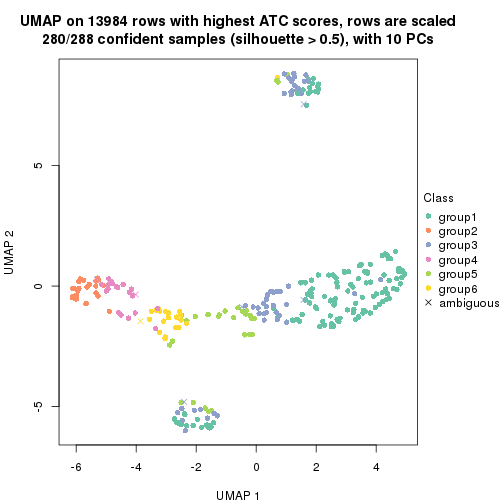 UMAP on 13984 rows with highest ATC scores, rows are scaled
280/288 confident samples (silhouette > 0.5), with 10 PCs
5
0
-5
UMAP 2
-6
-4
-2
0
2
4
UMAP 1
Class
group1
group2
group3
group4
group5
group6
ambiguous